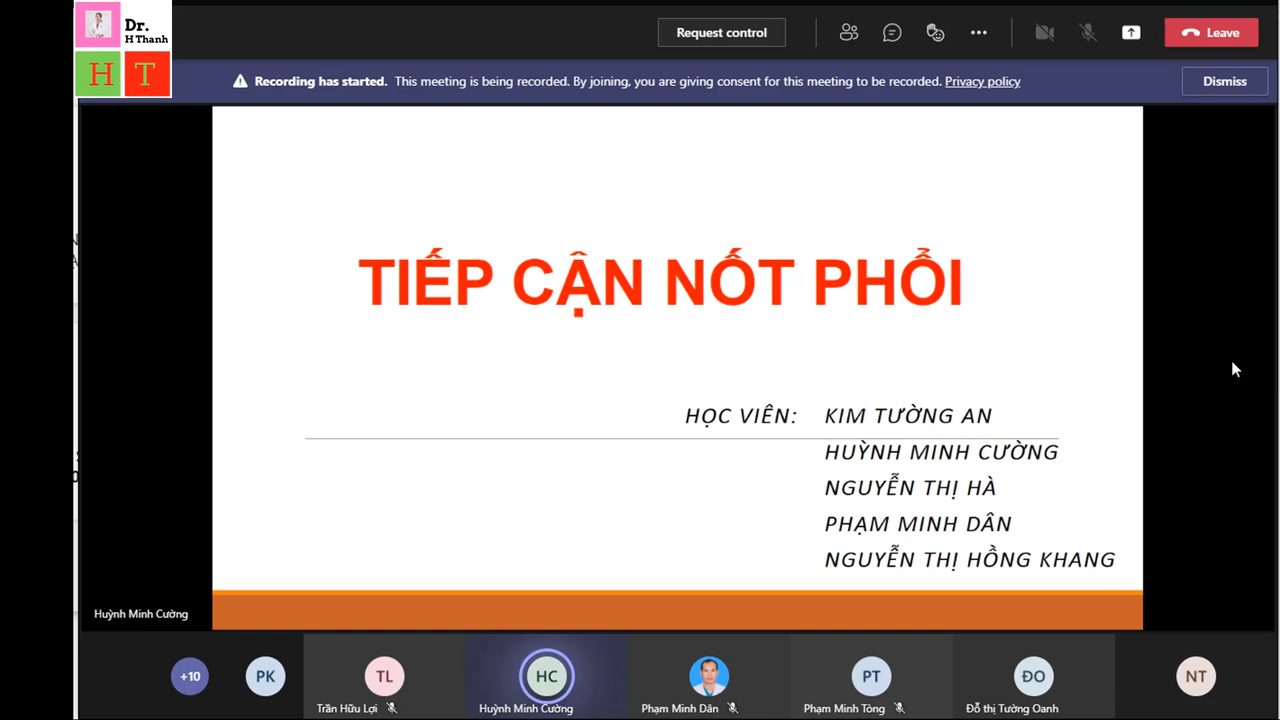 Dr.
H Thanh
H T
Request control
Leave
Recording has started. This meeting is being recorded. By joining, you are giving consent for this meeting to be recorded. Privacy policy
Dismiss
TIẾP CẬN NỐT PHỔI
HỌC VIÊN: KIM TƯỜNG AN
HUỲNH MINH CƯỜNG
NGUYỄN THỊ HÀ
PHẠM MINH DÂN
NGUYỄN THỊ HỒNG KHANG
Huỳnh Minh Cường
+10 PK TL HC PT ĐO NT
Trần Hữu Lợi Huỳnh Minh Cường Phạm Minh Dân Phạm Minh Tòng Đỗ thị Tường Oanh